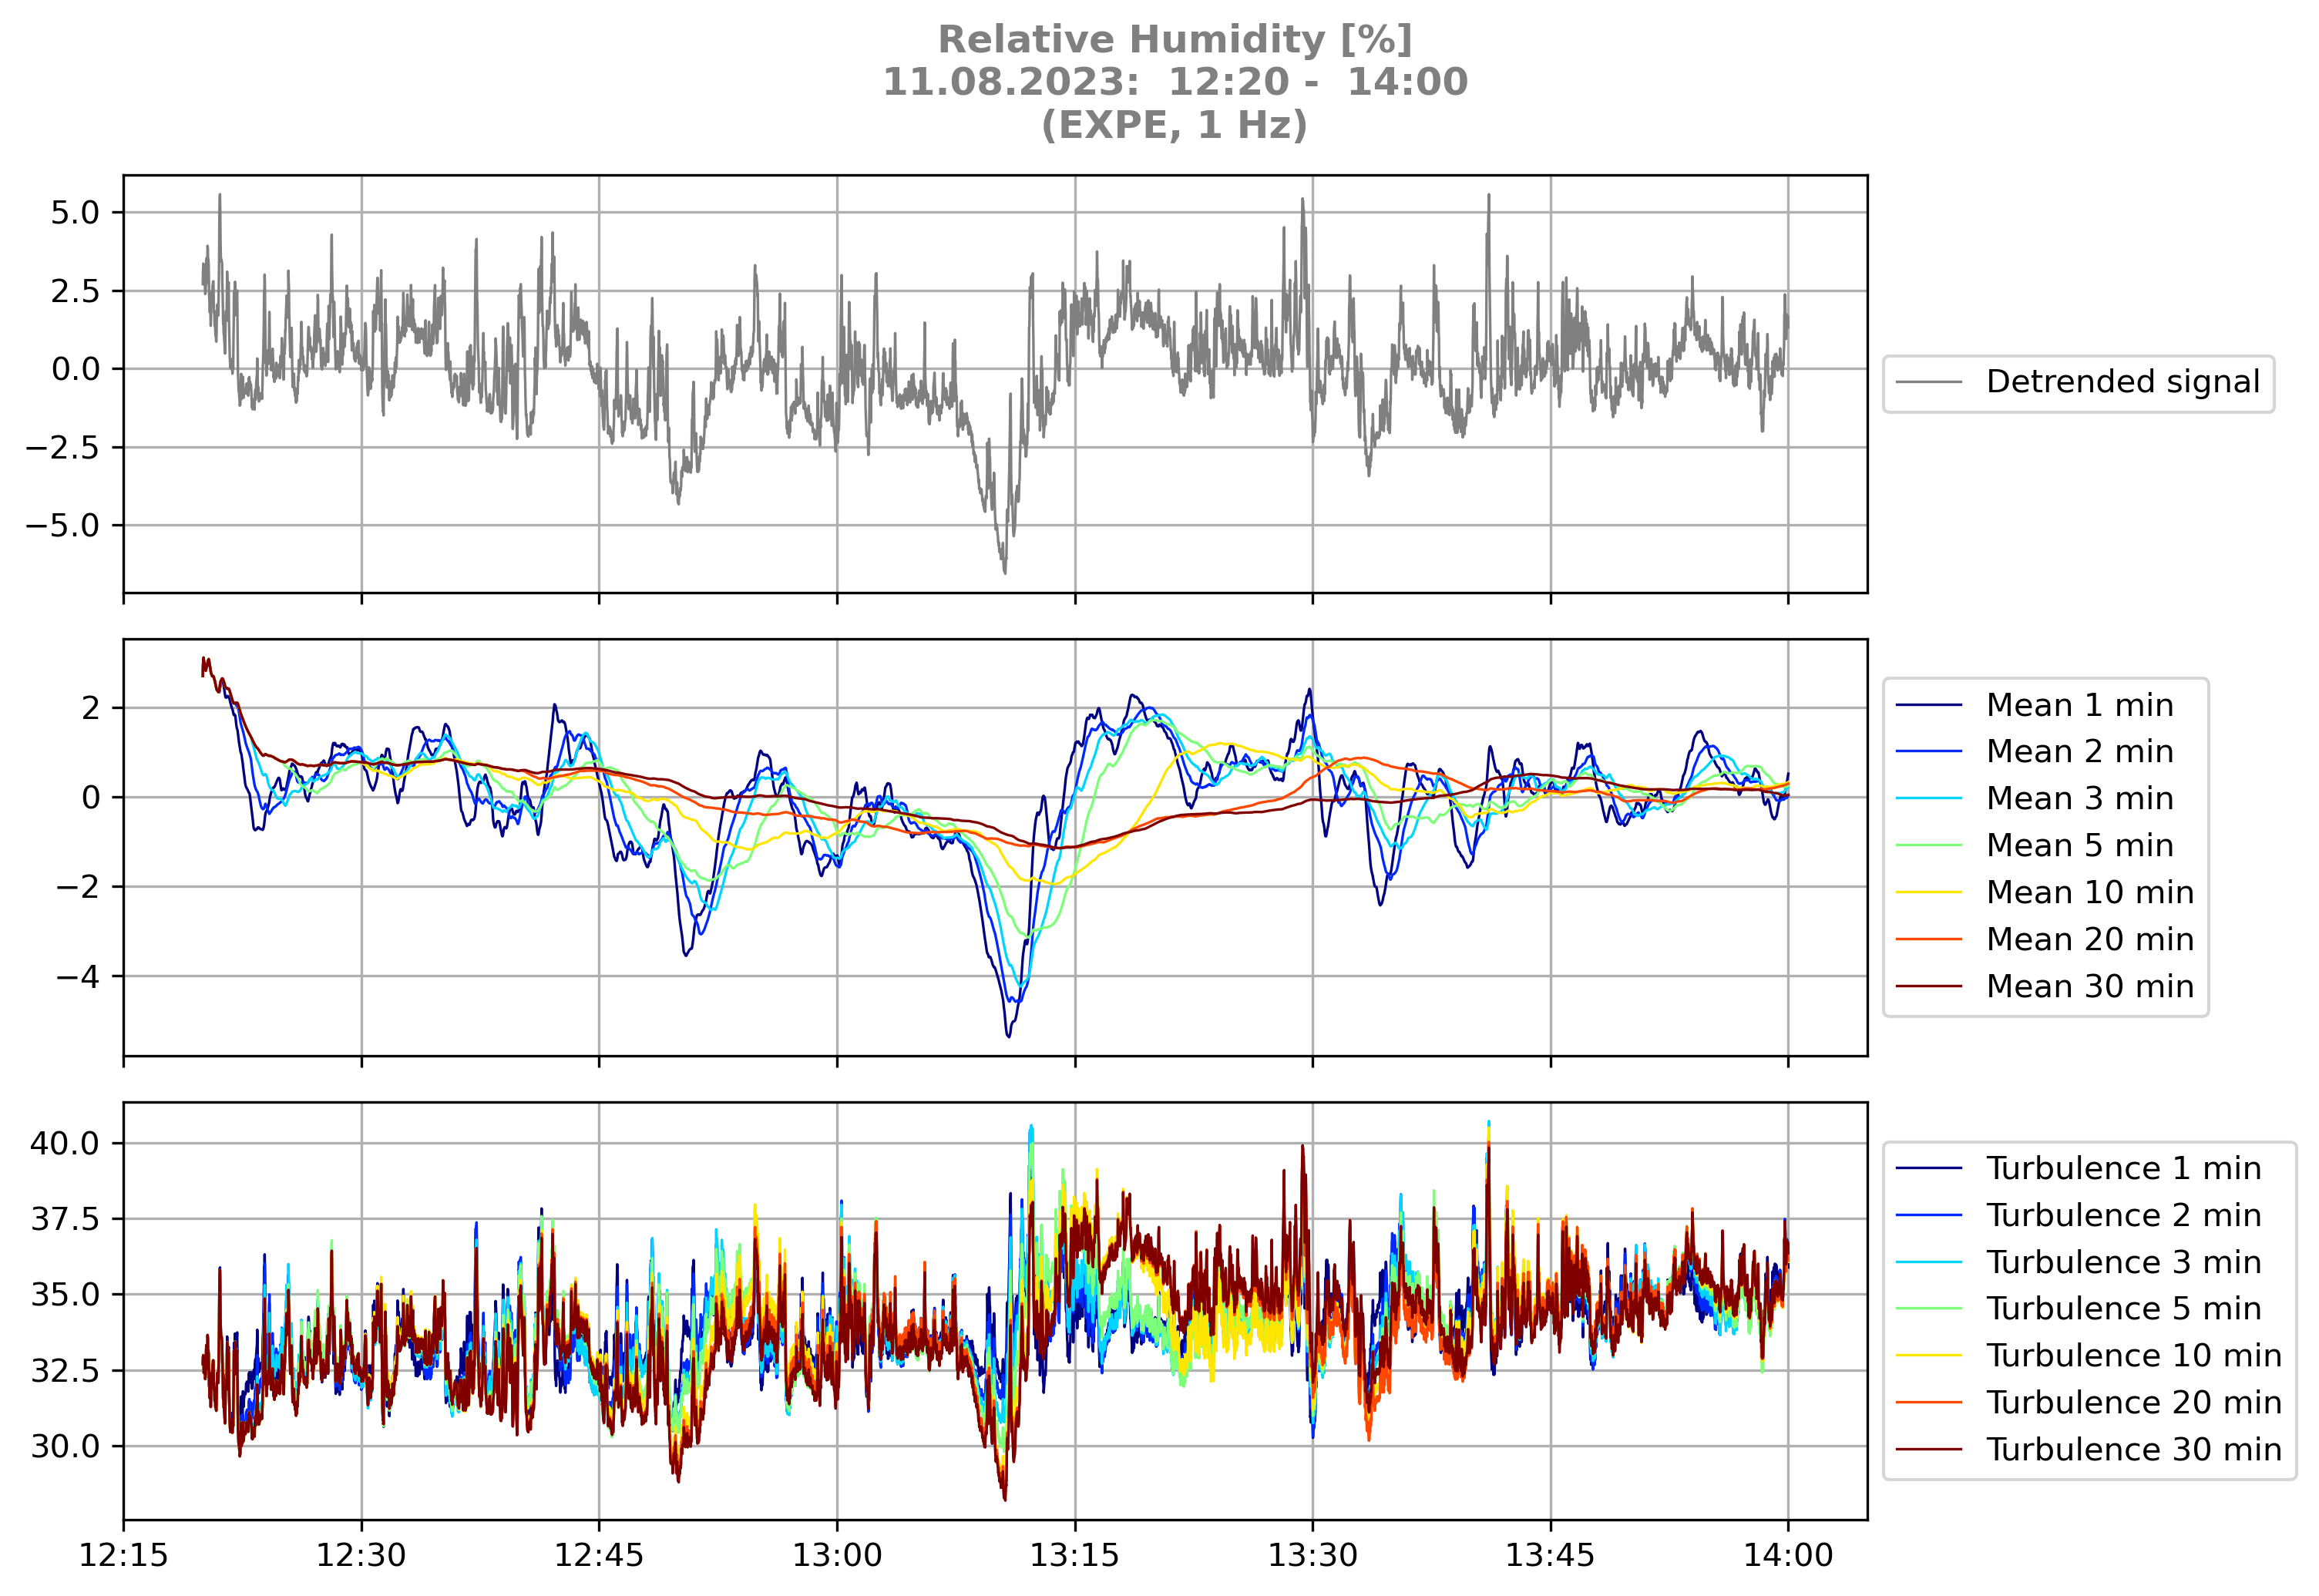 Relative Humidity [%]
11.08.2023:  12:20 -  14:00
(EXPE, 1 Hz)
5.0
2.5
0.0
−2.5
−5.0
Detrended signal
2
0
−2
−4
Mean 1 min
Mean 2 min
Mean 3 min
Mean 5 min
Mean 10 min
Mean 20 min
Mean 30 min
40.0
37.5
35.0
32.5
30.0
Turbulence 1 min
Turbulence 2 min
Turbulence 3 min
Turbulence 5 min
Turbulence 10 min
Turbulence 20 min
Turbulence 30 min
12:15 12:30 12:45 13:00 13:15 13:30 13:45 14:00